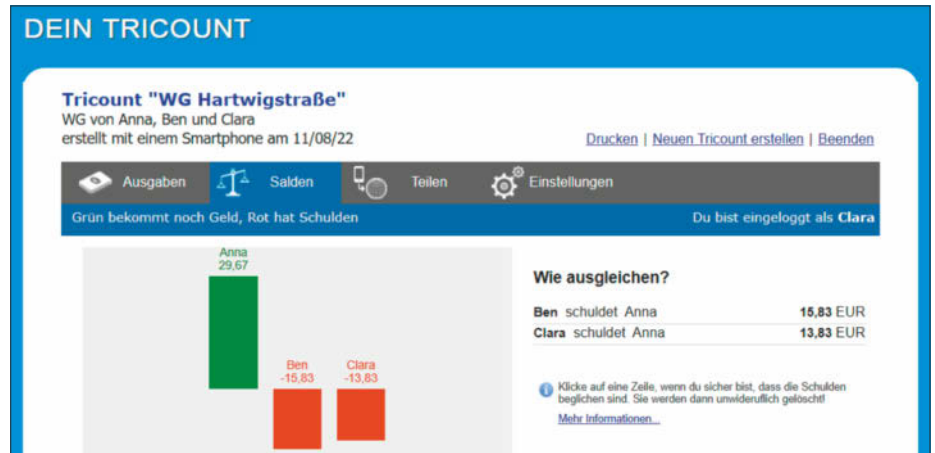 DEIN TRICOUNT
Tricount "WG Hartwigstraße"
WG von Anna, Ben und Clara
erstellt mit einem Smartphone am 11/08/22
Drucken | Neuen Tricount erstellen | Beenden
Ausgaben Salden Teilen Einstellungen
Grün bekommt noch Geld, Rot hat Schulden
Du bist eingeloggt als Clara
Anna
29,67
Ben
-15,83
Clara
-13,83
Wie ausgleichen?
Ben schuldet Anna 15,83 EUR
Clara schuldet Anna 13,83 EUR
Klicke auf eine Zeile, wenn du sicher bist, dass die Schulden
beglichen sind. Sie werden dann unwideruflich gelöscht!
Mehr Informationen...